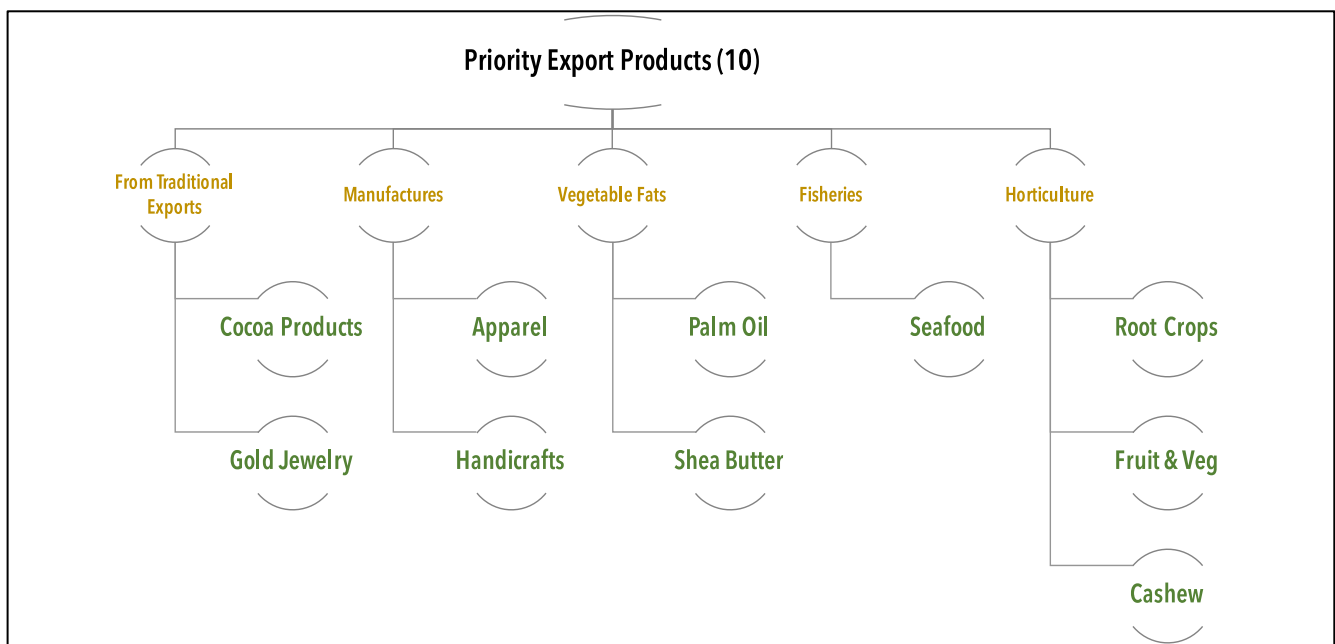 Priority Export Products (10)
From Traditional
Exports
Manufactures
Vegetable Fats
Fisheries
Horticulture
Cocoa Products
Apparel
Palm Oil
Seafood
Root Crops
Gold Jewelry
Handicrafts
Shea Butter
Fruit & Veg
Cashew